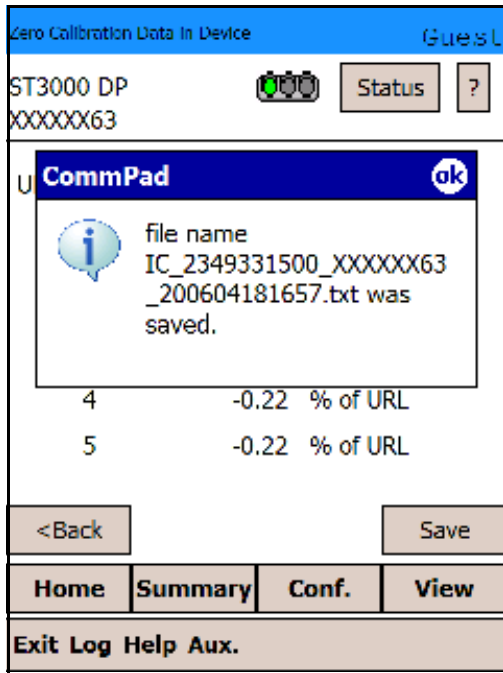 Zero Calibration Data in Device Guest
ST3000 DP Status ?
XXXXXX63
CommPad ok
file name
IC_2349331500_XXXXXX63
_200604181657.txt was
saved.
4 -0.22 % of URL
5 -0.22 % of URL
<Back Save
Home Summary Conf. View
Exit Log Help Aux.